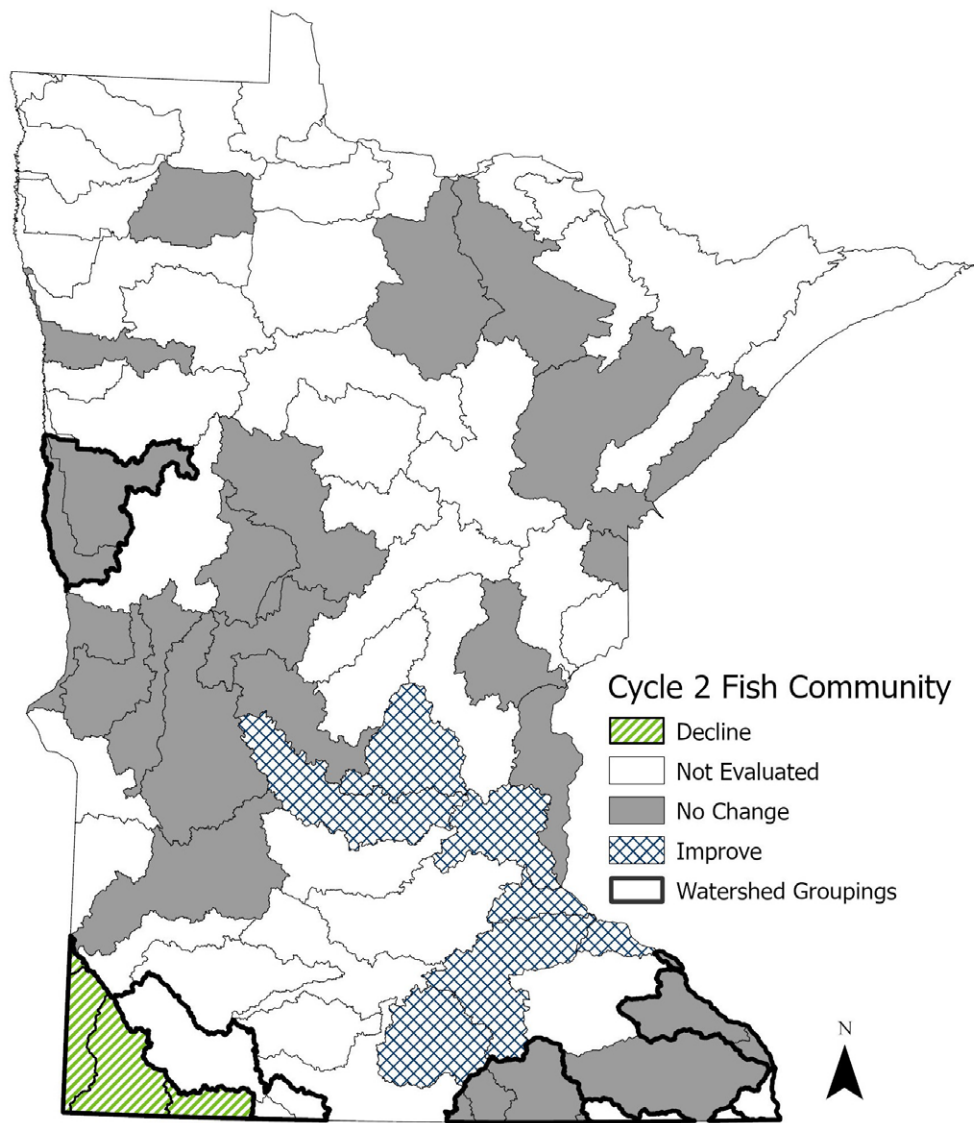 Cycle 2 Fish Community
Decline
Not Evaluated
No Change
Improve
Watershed Groupings
N